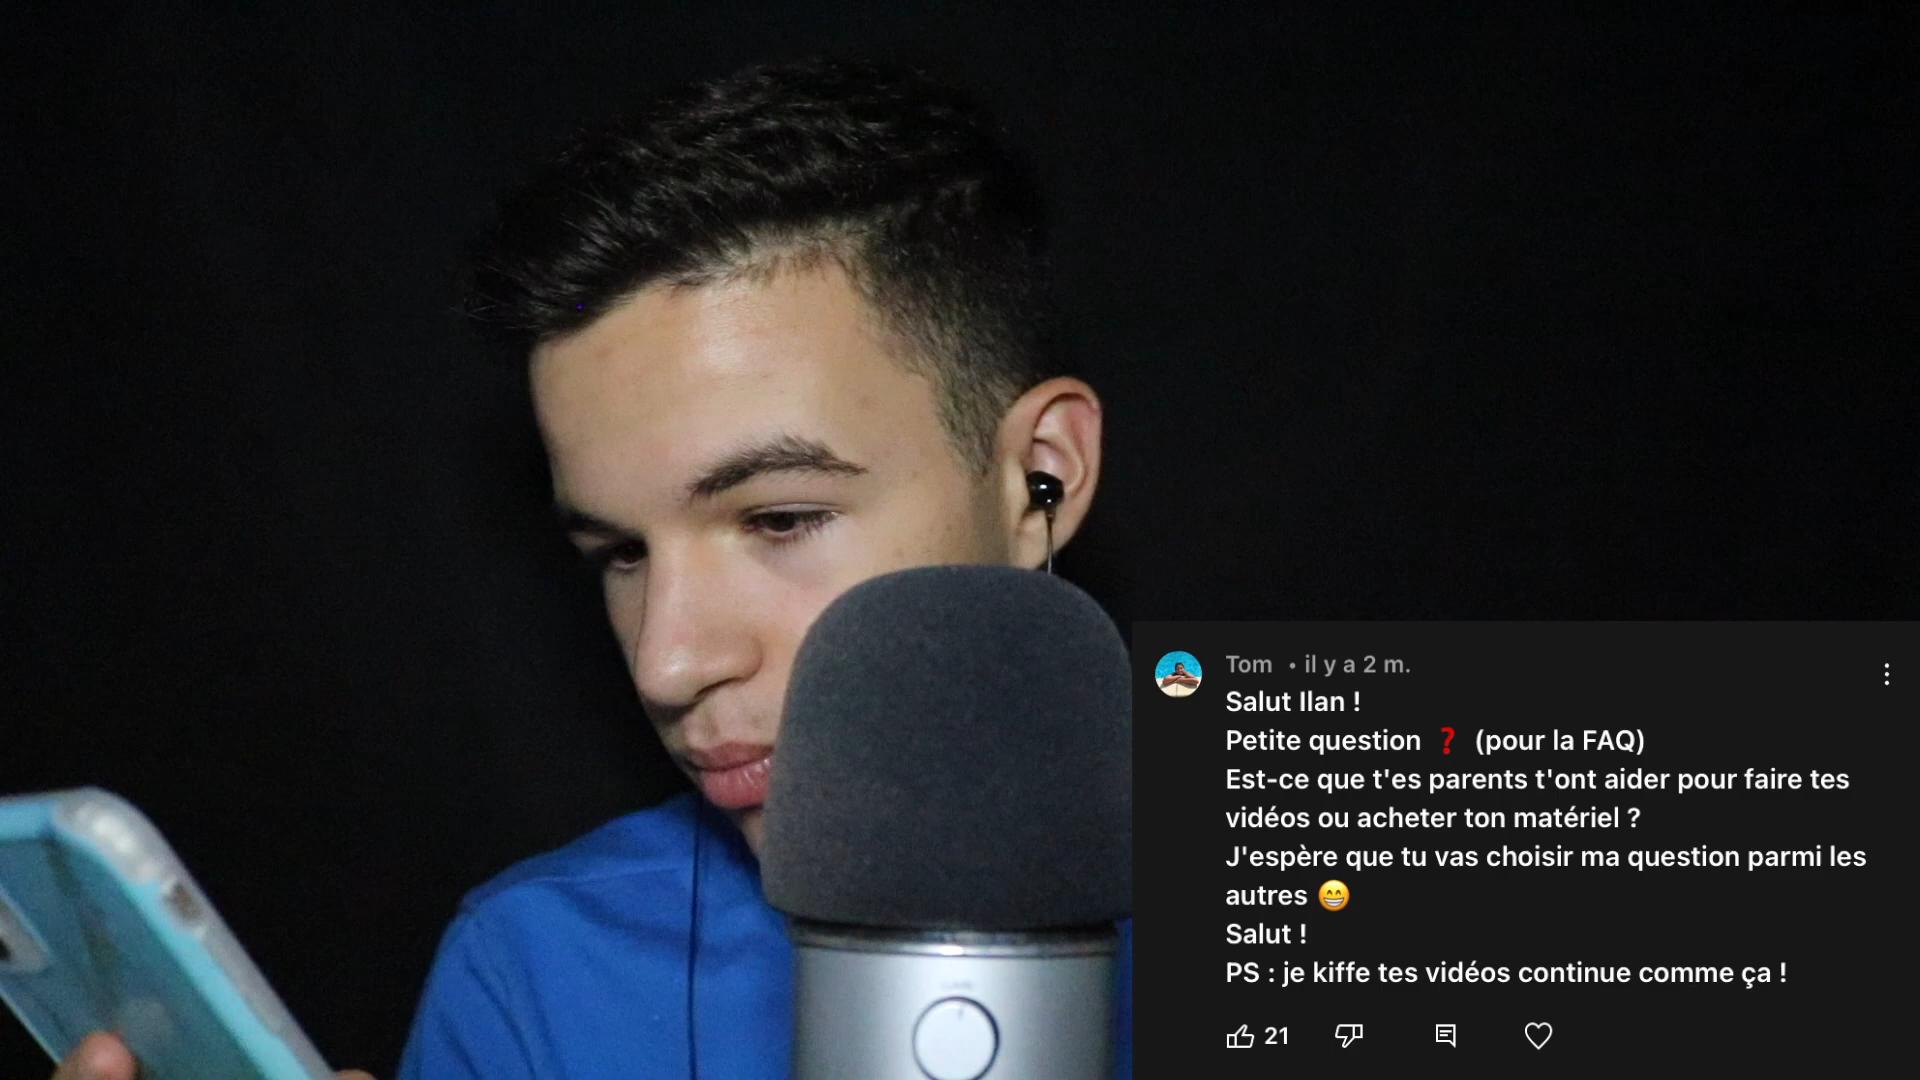 Tom • il y a 2 m.
Salut Ilan !
Petite question ❓ (pour la FAQ)
Est-ce que t'es parents t'ont aider pour faire tes
vidéos ou acheter ton matériel ?
J'espère que tu vas choisir ma question parmi les
autres 😁
Salut !
PS : je kiffe tes vidéos continue comme ça !
21